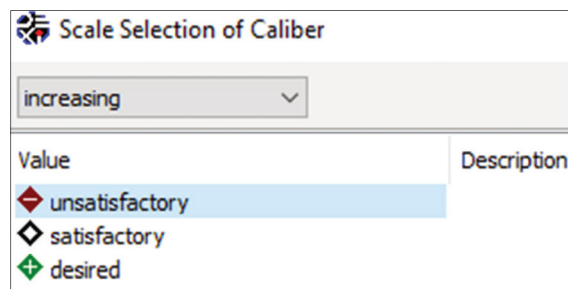 Scale Selection of Caliber
increasing
Value Description
unsatisfactory
satisfactory
desired